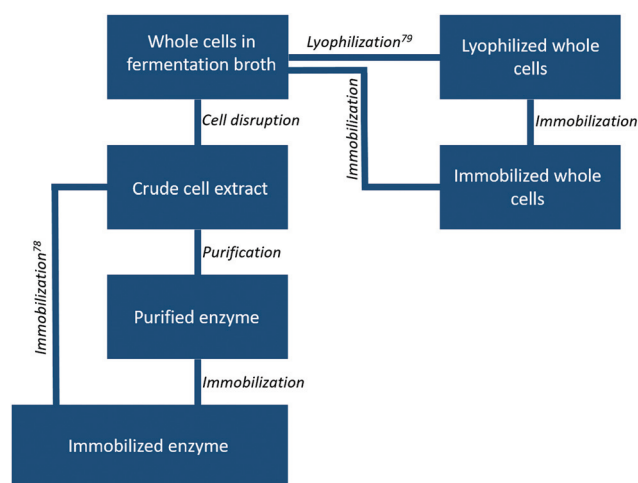 Whole cells in
fermentation broth
Lyophilization79
Lyophilized whole
cells
Immobilization
Cell disruption
Immobilization
Crude cell extract
Immobilized whole
cells
Immobilization78
Purification
Purified enzyme
Immobilization
Immobilized enzyme